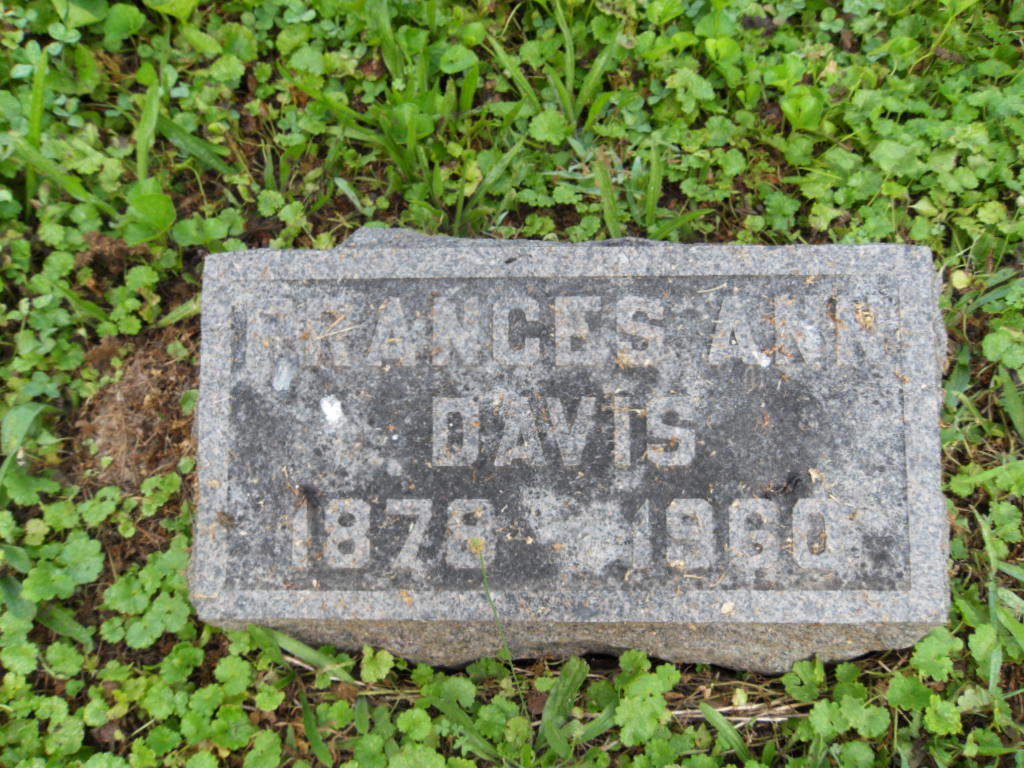 FRANCES ANN
DAVIS
1878 - 1960